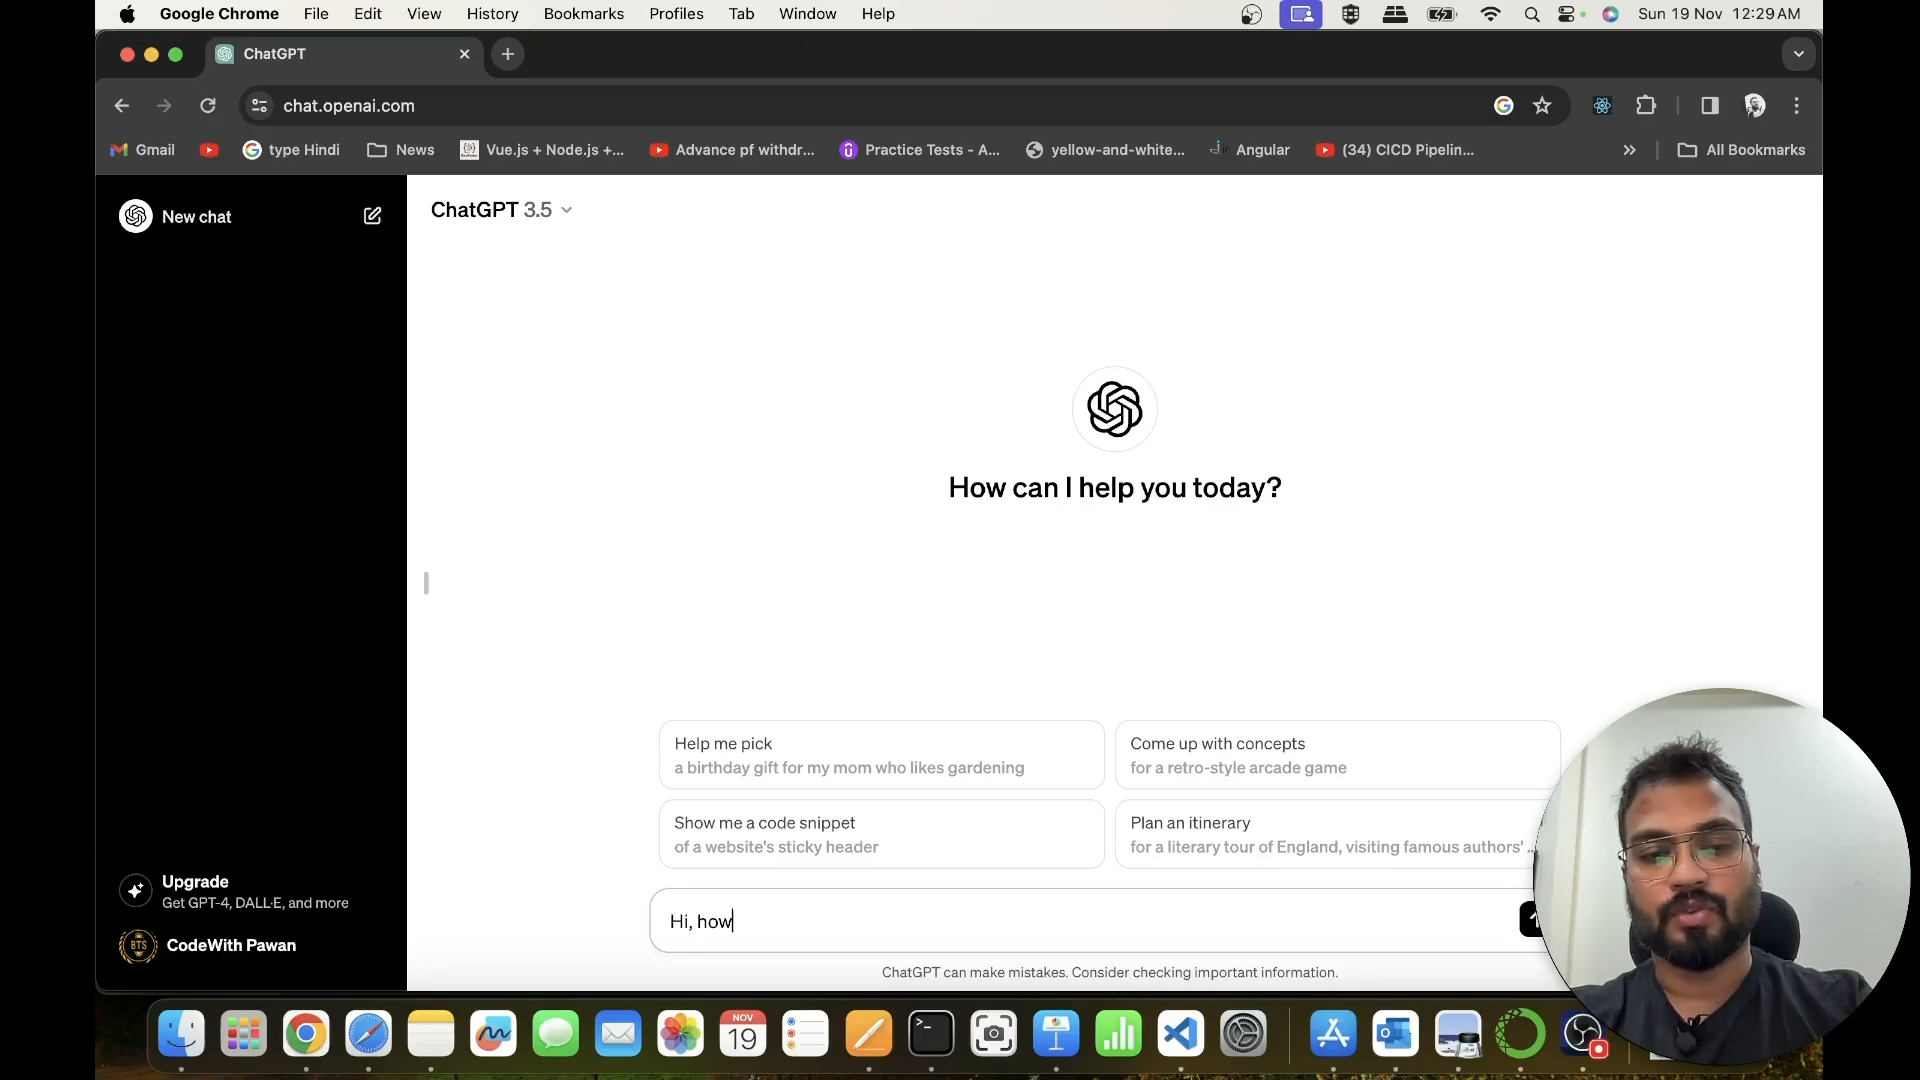 Google Chrome File Edit View History Bookmarks Profiles Tab Window Help Sun 19 Nov 12:29 AM
ChatGPT
chat.openai.com
Gmail type Hindi News Vue.js + Node.js +... Advance pf withdr... Practice Tests - A... yellow-and-white... Angular (34) CICD Pipelin... » All Bookmarks
New chat
ChatGPT 3.5
How can I help you today?
Help me pick
a birthday gift for my mom who likes gardening
Come up with concepts
for a retro-style arcade game
Show me a code snippet
of a website's sticky header
Plan an itinerary
for a literary tour of England, visiting famous authors' ...
Upgrade
Get GPT-4, DALL·E, and more
BTS
CodeWith Pawan
Hi, how
ChatGPT can make mistakes. Consider checking important information.
NOV
19